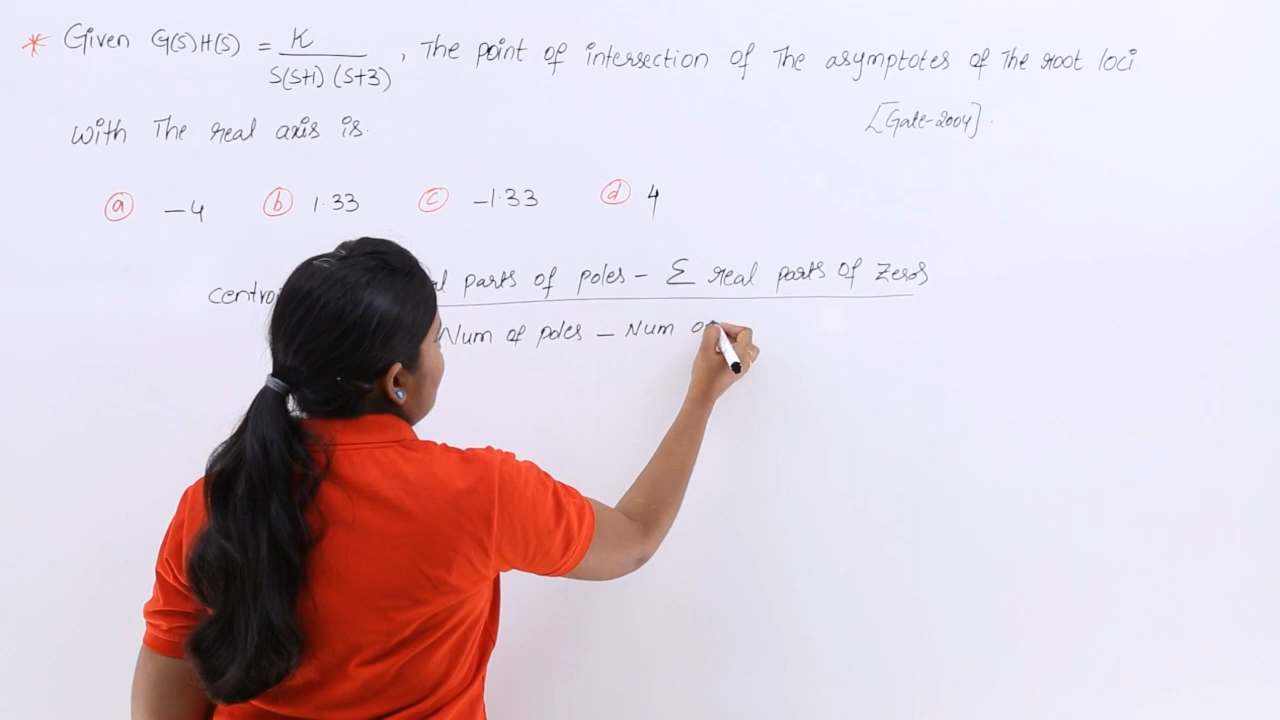 * Given G(s)H(s) = K / S(S+1)(S+3), The point of intersection of The asymptotes of The root loci
With The real axis is.
[Gate-2004].
a -4 b 1.33 c -1.33 d 4
parts of poles - Σ real parts of Zeros
Num of poles - Num